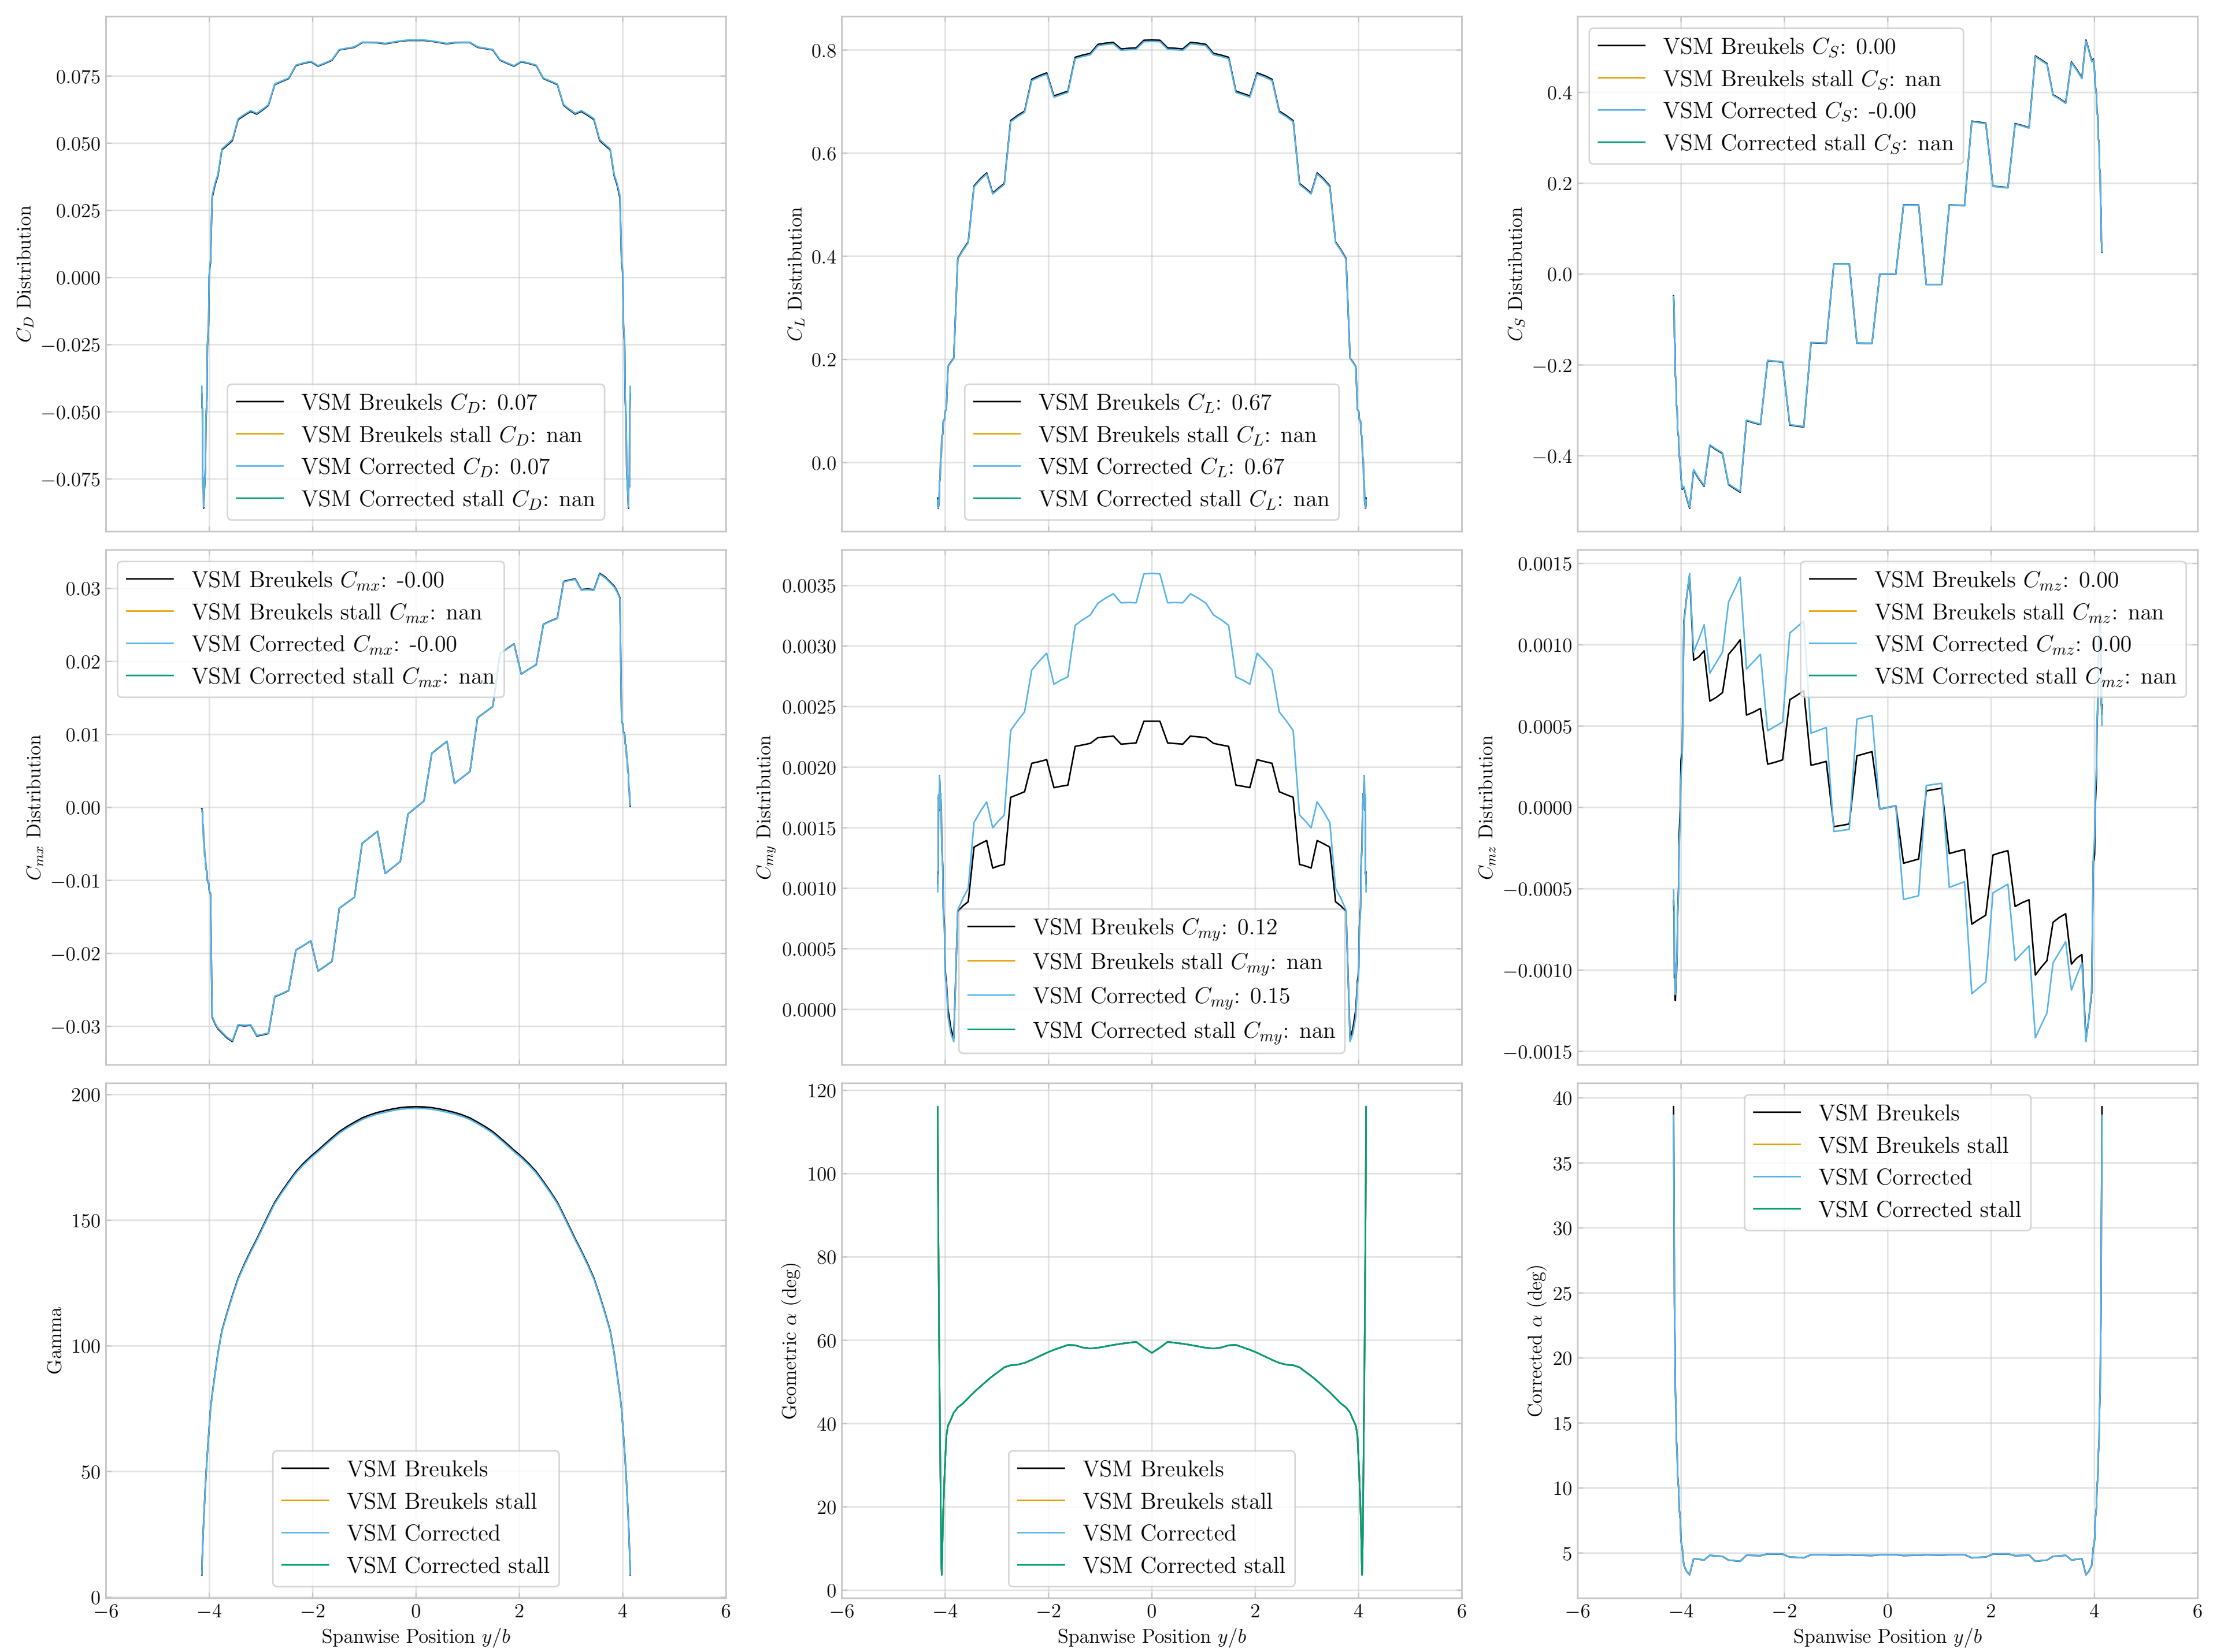 0.075
0.050
0.025
0.000
−0.025
−0.050
−0.075
C_D Distribution
VSM Breukels C_D: 0.07
VSM Breukels stall C_D: nan
VSM Corrected C_D: 0.07
VSM Corrected stall C_D: nan
0.8
0.6
0.4
0.2
0.0
C_L Distribution
VSM Breukels C_L: 0.67
VSM Breukels stall C_L: nan
VSM Corrected C_L: 0.67
VSM Corrected stall C_L: nan
0.4
0.2
0.0
−0.2
−0.4
C_S Distribution
VSM Breukels C_S: 0.00
VSM Breukels stall C_S: nan
VSM Corrected C_S: -0.00
VSM Corrected stall C_S: nan
0.03
0.02
0.01
0.00
−0.01
−0.02
−0.03
C_mx Distribution
VSM Breukels C_mx: -0.00
VSM Breukels stall C_mx: nan
VSM Corrected C_mx: -0.00
VSM Corrected stall C_mx: nan
0.0035
0.0030
0.0025
0.0020
0.0015
0.0010
0.0005
0.0000
C_my Distribution
VSM Breukels C_my: 0.12
VSM Breukels stall C_my: nan
VSM Corrected C_my: 0.15
VSM Corrected stall C_my: nan
0.0015
0.0010
0.0005
0.0000
−0.0005
−0.0010
−0.0015
C_mz Distribution
VSM Breukels C_mz: 0.00
VSM Breukels stall C_mz: nan
VSM Corrected C_mz: 0.00
VSM Corrected stall C_mz: nan
200
150
100
50
0
Gamma
VSM Breukels
VSM Breukels stall
VSM Corrected
VSM Corrected stall
−6 −4 −2 0 2 4 6
Spanwise Position y/b
120
100
80
60
40
20
0
Geometric α (deg)
VSM Breukels
VSM Breukels stall
VSM Corrected
VSM Corrected stall
−6 −4 −2 0 2 4 6
Spanwise Position y/b
40
35
30
25
20
15
10
5
Corrected α (deg)
VSM Breukels
VSM Breukels stall
VSM Corrected
VSM Corrected stall
−6 −4 −2 0 2 4 6
Spanwise Position y/b